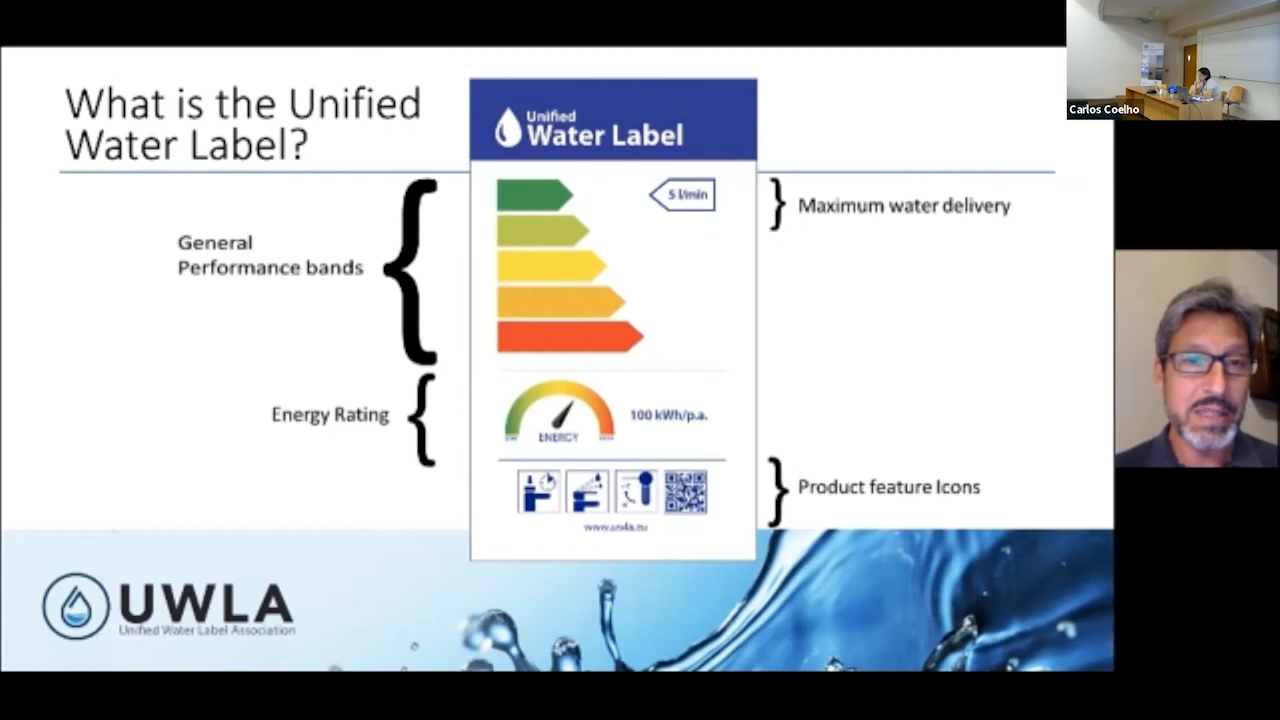 What is the Unified
Water Label?
Unified
Water Label
5 l/min
Maximum water delivery
General
Performance bands
Energy Rating
100 kWh/p.a.
ENERGY
Product feature Icons
www.uwla.eu
UWLA
Unified Water Label Association
Carlos Coelho